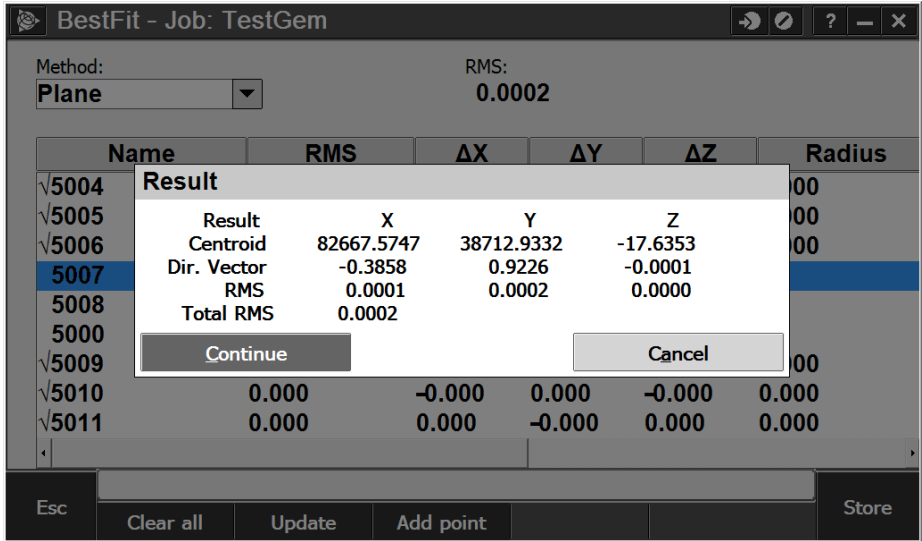 BestFit - Job: TestGem ? – ×
Method: RMS:
Plane 0.0002
Name RMS ΔX ΔY ΔZ Radius
√5004 000
√5005 000
√5006 000
5007
5008
5000
√5009 000
√5010 0.000 -0.000 0.000 -0.000 0.000
√5011 0.000 0.000 -0.000 0.000 0.000
Result
Result X Y Z
Centroid 82667.5747 38712.9332 -17.6353
Dir. Vector -0.3858 0.9226 -0.0001
RMS 0.0001 0.0002 0.0000
Total RMS 0.0002
Continue Cancel
Esc Clear all Update Add point Store